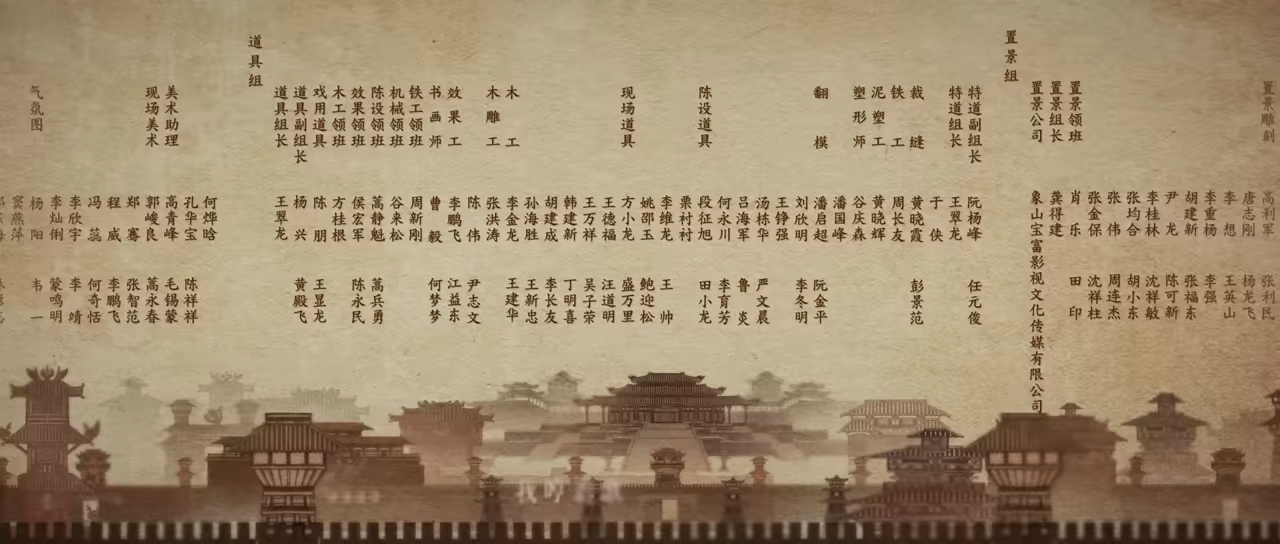 窦燕萍
气氛图 杨阳 韦一
李灿俐 蒙鸣明
李欣宇 李靖
冯蕊 何奇恬
程威 李鹏飞
郑骞 张智范
现场美术 郭峻良 蒿永春
美术助理 高青峰 毛锡蒙
孔华宝 陈祥祥
何烨晗
道具组
道具组长 王翠龙
道具副组长 杨兴 黄殿飞
戏用道具 陈朋 王显龙
木工领班 方桂根
效果领班 侯宏军 陈永民
陈设领班 蒿静魁 蒿兵勇
机械领班 谷来松
铁工领班 周新刚
书画师 曹毅 何梦梦
效果工 李鹏飞 江益东
陈伟 尹志文
木雕工 张洪涛
木工 李金龙 王建华
孙海胜 王新忠
胡建成 李长友
韩建新 丁明喜
王万祥 吴子荣
王德福 汪道明
现场道具 方小龙 盛万里
姚邵玉 鲍迎松
李维龙 王帅
栗衬衬
陈设道具 段征旭 田小龙
何永川 李育芳
吕海军 鲁炎
汤栋华 严文晨
王铮强
刘欣明 李冬明
翻模 潘启超 阮金平
潘国峰
塑形师 谷庆森
泥塑工 黄晓辉
铁工 周长友
裁缝 黄晓霞 彭景范
于侠
特道组长 王翠龙
特道副组长 阮杨峰 任元俊
置景组
置景公司 象山宝富影视文化传媒有限公司
置景组长 龚得建
置景领班 肖乐 田印
张金保 沈祥柱
张伟 周连杰
张均合 胡小东
李桂林 沈祥敏
尹龙 陈可新
胡建新 张福东
李重杨 李强
李想 王英山
唐志刚 杨龙飞
置景雕刻 高利军 张利民